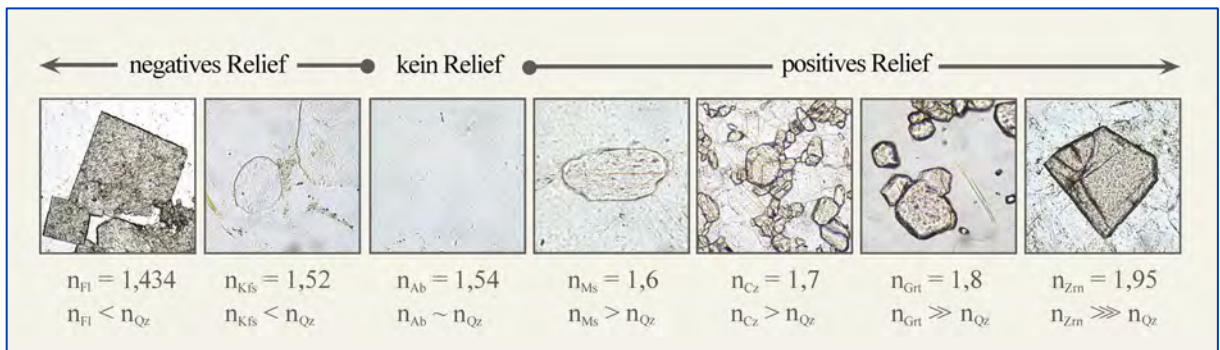 negatives Relief kein Relief positives Relief
n_Fl = 1,434 n_Kfs = 1,52 n_Ab = 1,54 n_Ms = 1,6 n_Cz = 1,7 n_Grt = 1,8 n_Zrn = 1,95
n_Fl < n_Qz n_Kfs < n_Qz n_Ab ~ n_Qz n_Ms > n_Qz n_Cz > n_Qz n_Grt ≫ n_Qz n_Zrn ⋙ n_Qz